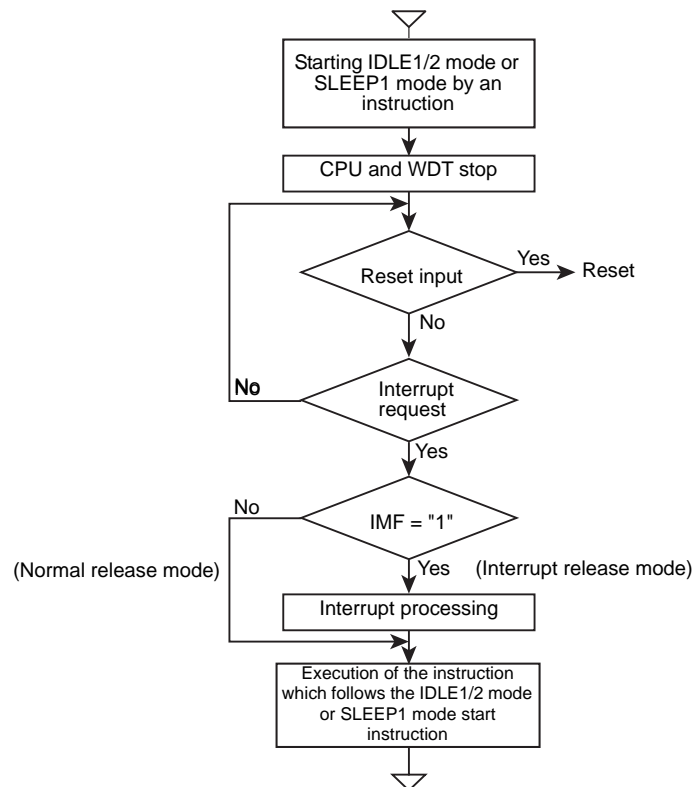 Starting IDLE1/2 mode or
SLEEP1 mode by an
instruction
CPU and WDT stop
Reset input
Yes
Reset
No
Interrupt
request
No
Yes
IMF = "1"
No
(Normal release mode)
Yes
(Interrupt release mode)
Interrupt processing
Execution of the instruction
which follows the IDLE1/2 mode
or SLEEP1 mode start
instruction